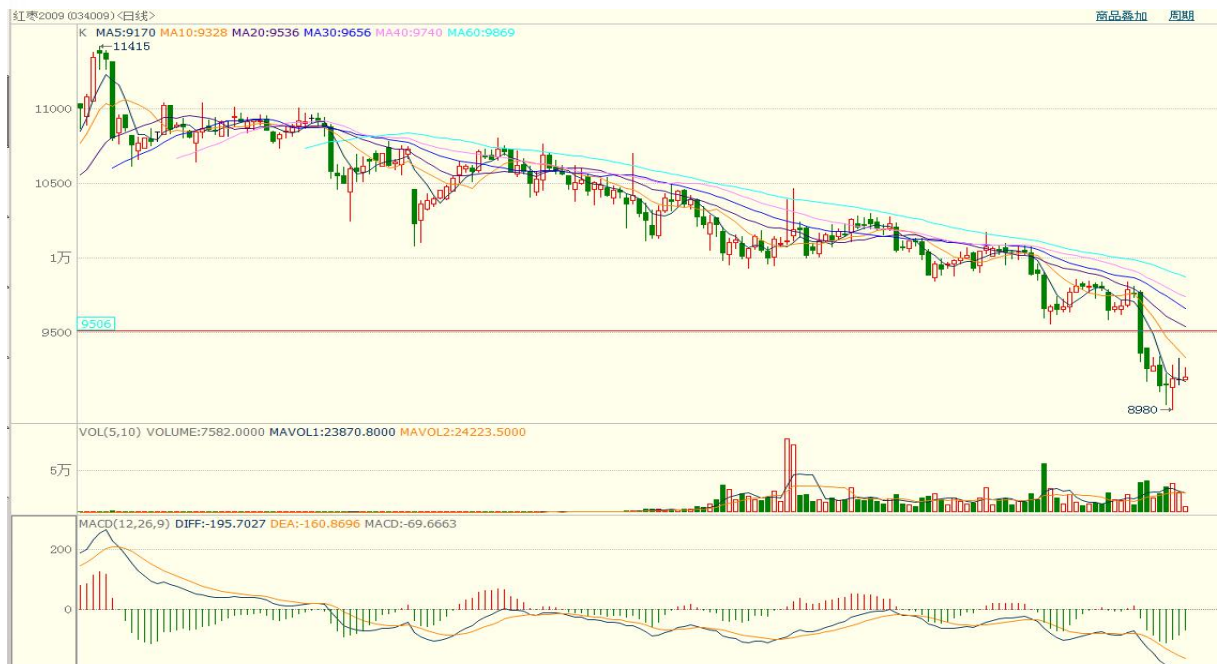 红枣2009 (034009) <日线> 商品叠加 周期
K MA5:9170 MA10:9328 MA20:9536 MA30:9656 MA40:9740 MA60:9869
←11415
11000
10500
1万
9506
9500
8980→
VOL(5,10) VOLUME:7582.0000 MAVOL1:23870.8000 MAVOL2:24223.5000
5万
MACD(12,26,9) DIFF:-195.7027 DEA:-160.8696 MACD:-69.6663
200
0